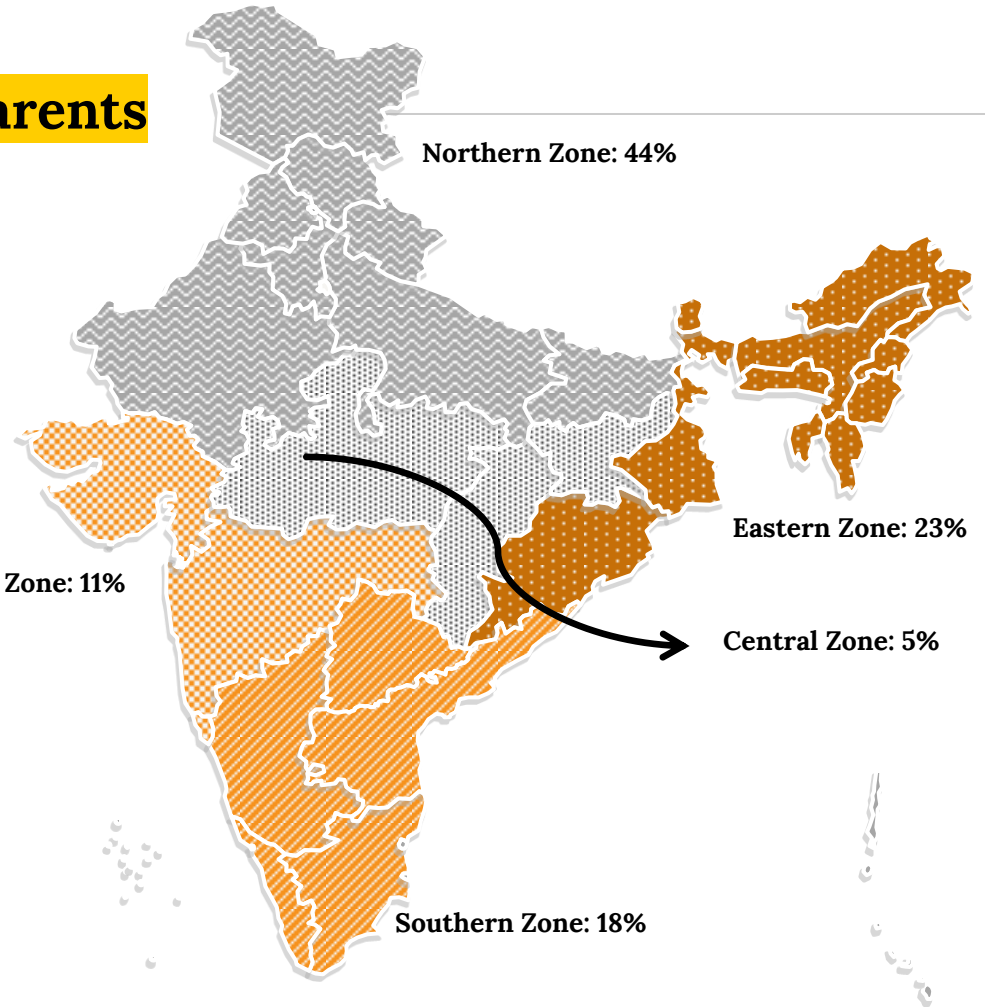 arents
Northern Zone: 44%
Eastern Zone: 23%
Zone: 11%
Central Zone: 5%
Southern Zone: 18%